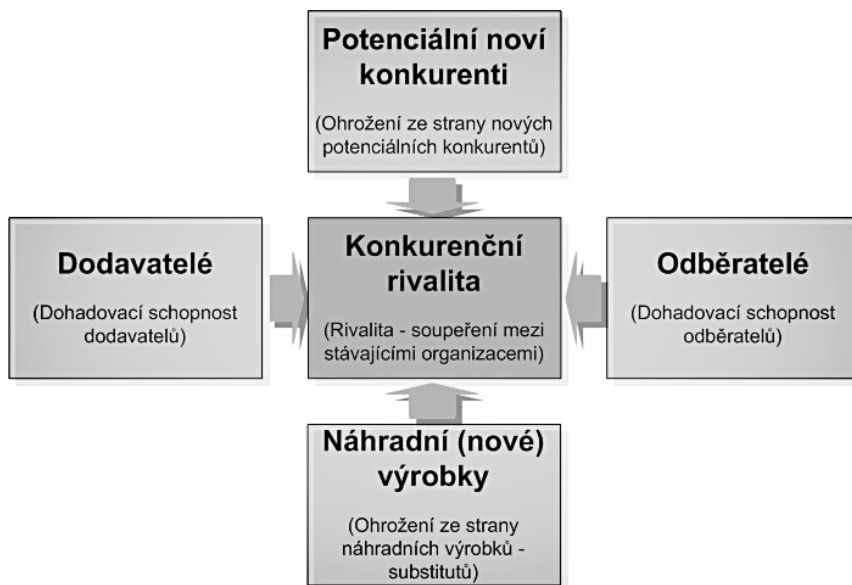 Potenciální noví
konkurenti
(Ohrožení ze strany nových
potenciálních konkurentů)
Dodavatelé
(Dohadovací schopnost
dodavatelů)
Konkurenční
rivalita
(Rivalita - soupeření mezi
stávajícími organizacemi)
Odběratelé
(Dohadovací schopnost
odběratelů)
Náhradní (nové)
výrobky
(Ohrožení ze strany
náhradních výrobků -
substitutů)